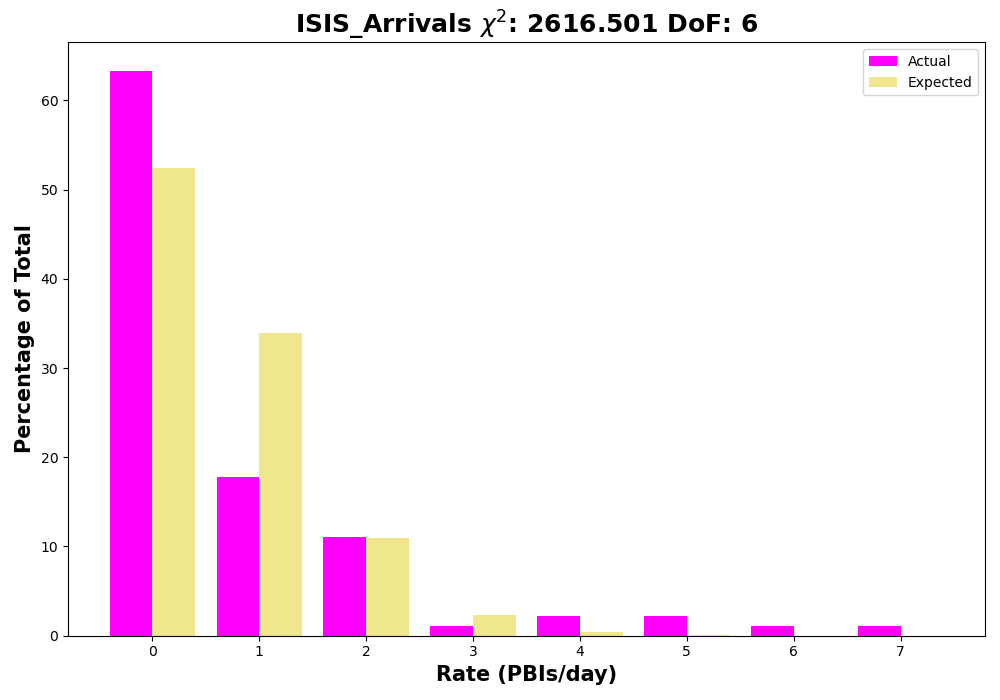 ISIS_Arrivals χ²: 2616.501 DoF: 6
Actual
Expected
Percentage of Total
60
50
40
30
20
10
0
0 1 2 3 4 5 6 7
Rate (PBIs/day)